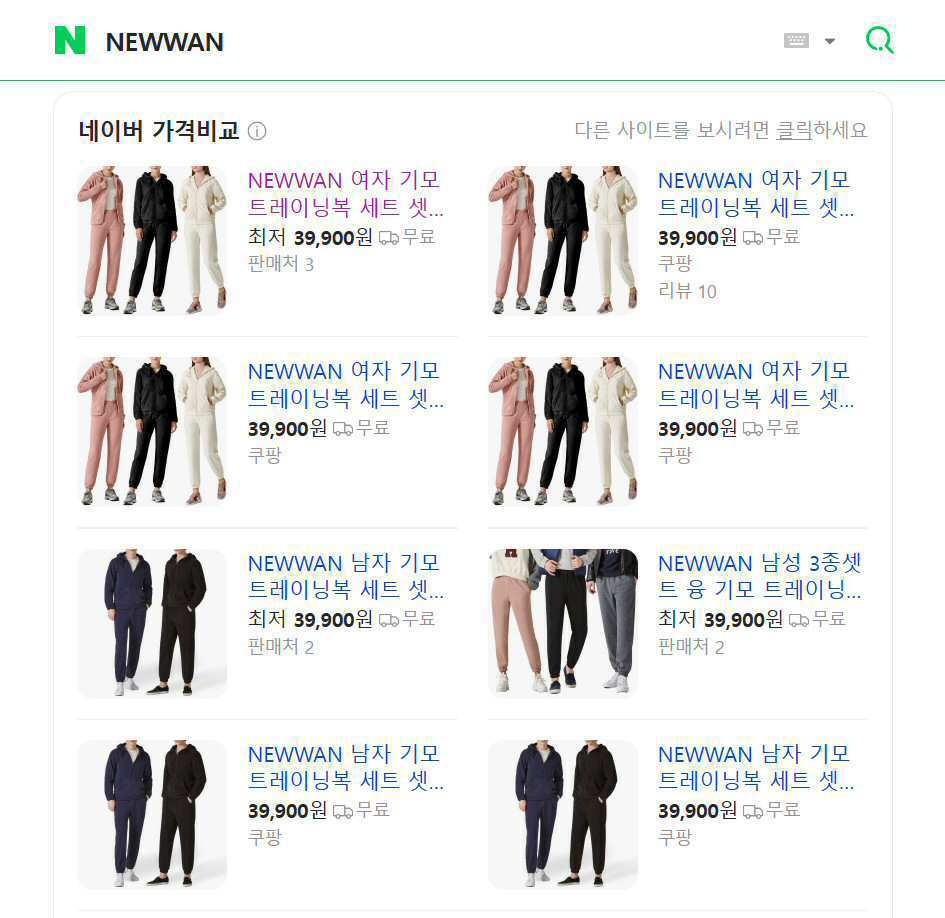 N NEWWAN
네이버 가격비교
다른 사이트를 보시려면 클릭하세요
NEWWAN 여자 기모
트레이닝복 세트 셋...
최저 39,900원 무료
판매처 3
NEWWAN 여자 기모
트레이닝복 세트 셋...
39,900원 무료
쿠팡
리뷰 10
NEWWAN 여자 기모
트레이닝복 세트 셋...
39,900원 무료
쿠팡
NEWWAN 여자 기모
트레이닝복 세트 셋...
39,900원 무료
쿠팡
NEWWAN 남자 기모
트레이닝복 세트 셋...
최저 39,900원 무료
판매처 2
NEWWAN 남성 3종셋
트 융 기모 트레이닝...
최저 39,900원 무료
판매처 2
NEWWAN 남자 기모
트레이닝복 세트 셋...
39,900원 무료
쿠팡
NEWWAN 남자 기모
트레이닝복 세트 셋...
39,900원 무료
쿠팡